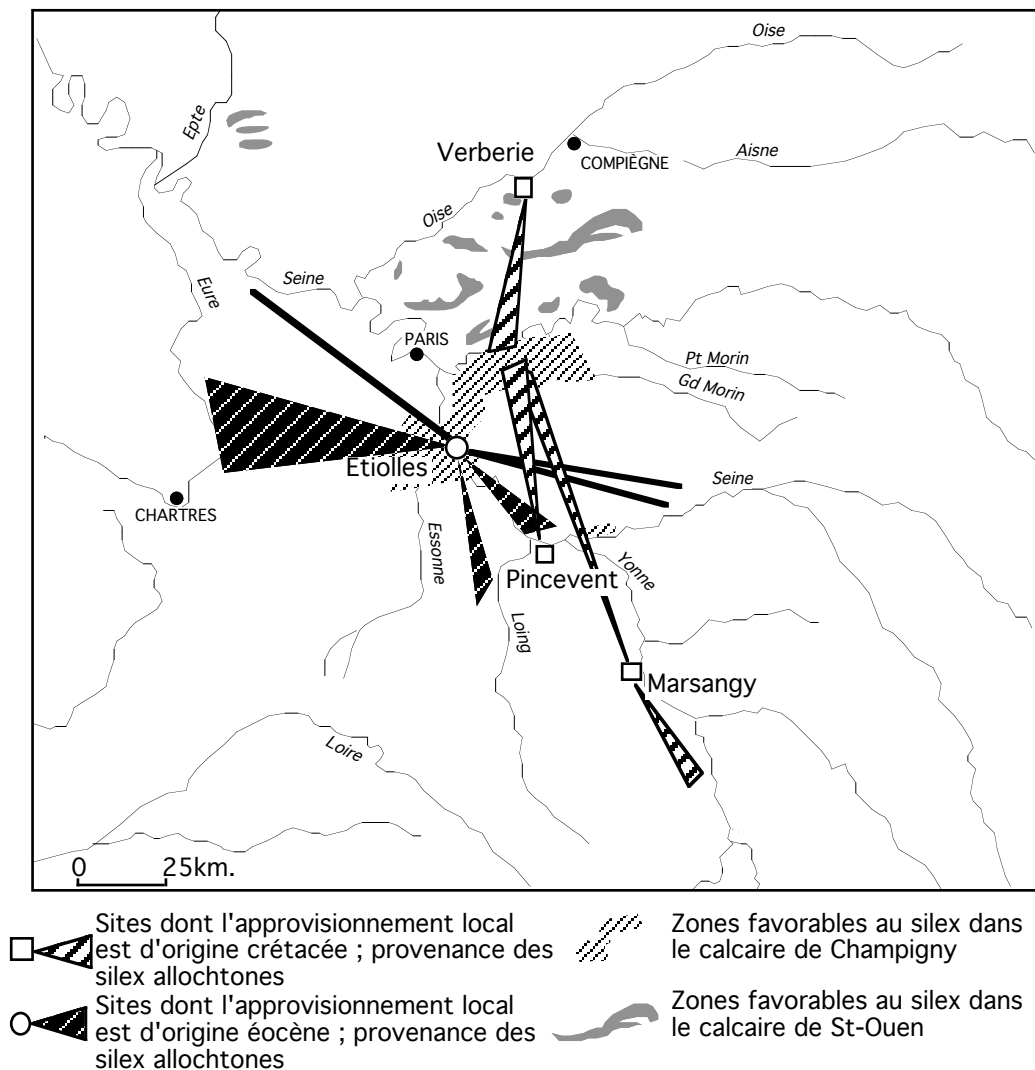 Oise
Epte
Verberie
COMPIÈGNE
Aisne
Oise
Eure
Seine
PARIS
Pt Morin
Gd Morin
Etiolles
Seine
CHARTRES
Essonne
Pincevent
Yonne
Loing
Marsangy
Loire
0 25km.
Sites dont l'approvisionnement local
est d'origine crétacée ; provenance des
silex allochtones
Zones favorables au silex dans
le calcaire de Champigny
Sites dont l'approvisionnement local
est d'origine éocène ; provenance des
silex allochtones
Zones favorables au silex dans
le calcaire de St-Ouen